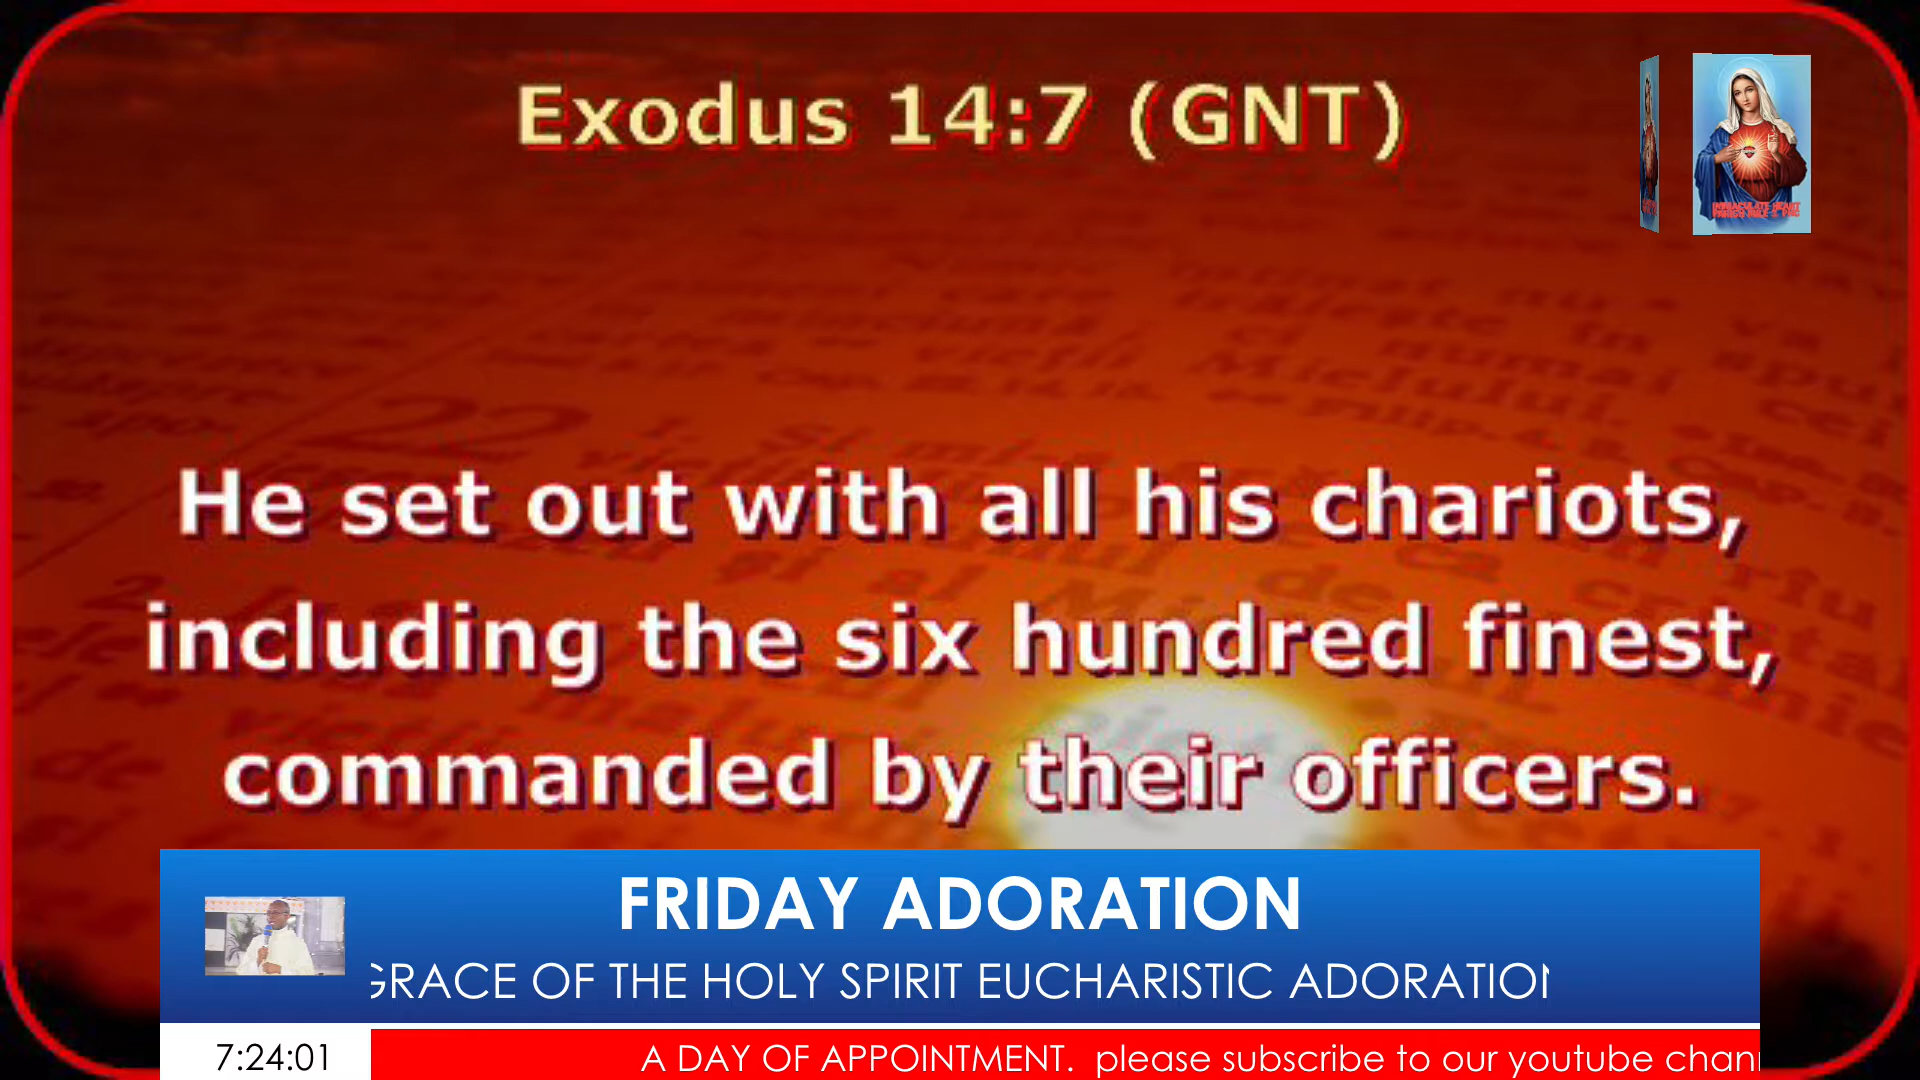 Exodus 14:7 (GNT)
He set out with all his chariots,
including the six hundred finest,
commanded by their officers.
FRIDAY ADORATION
GRACE OF THE HOLY SPIRIT EUCHARISTIC ADORATION
7:24:01
A DAY OF APPOINTMENT. please subscribe to our youtube chan